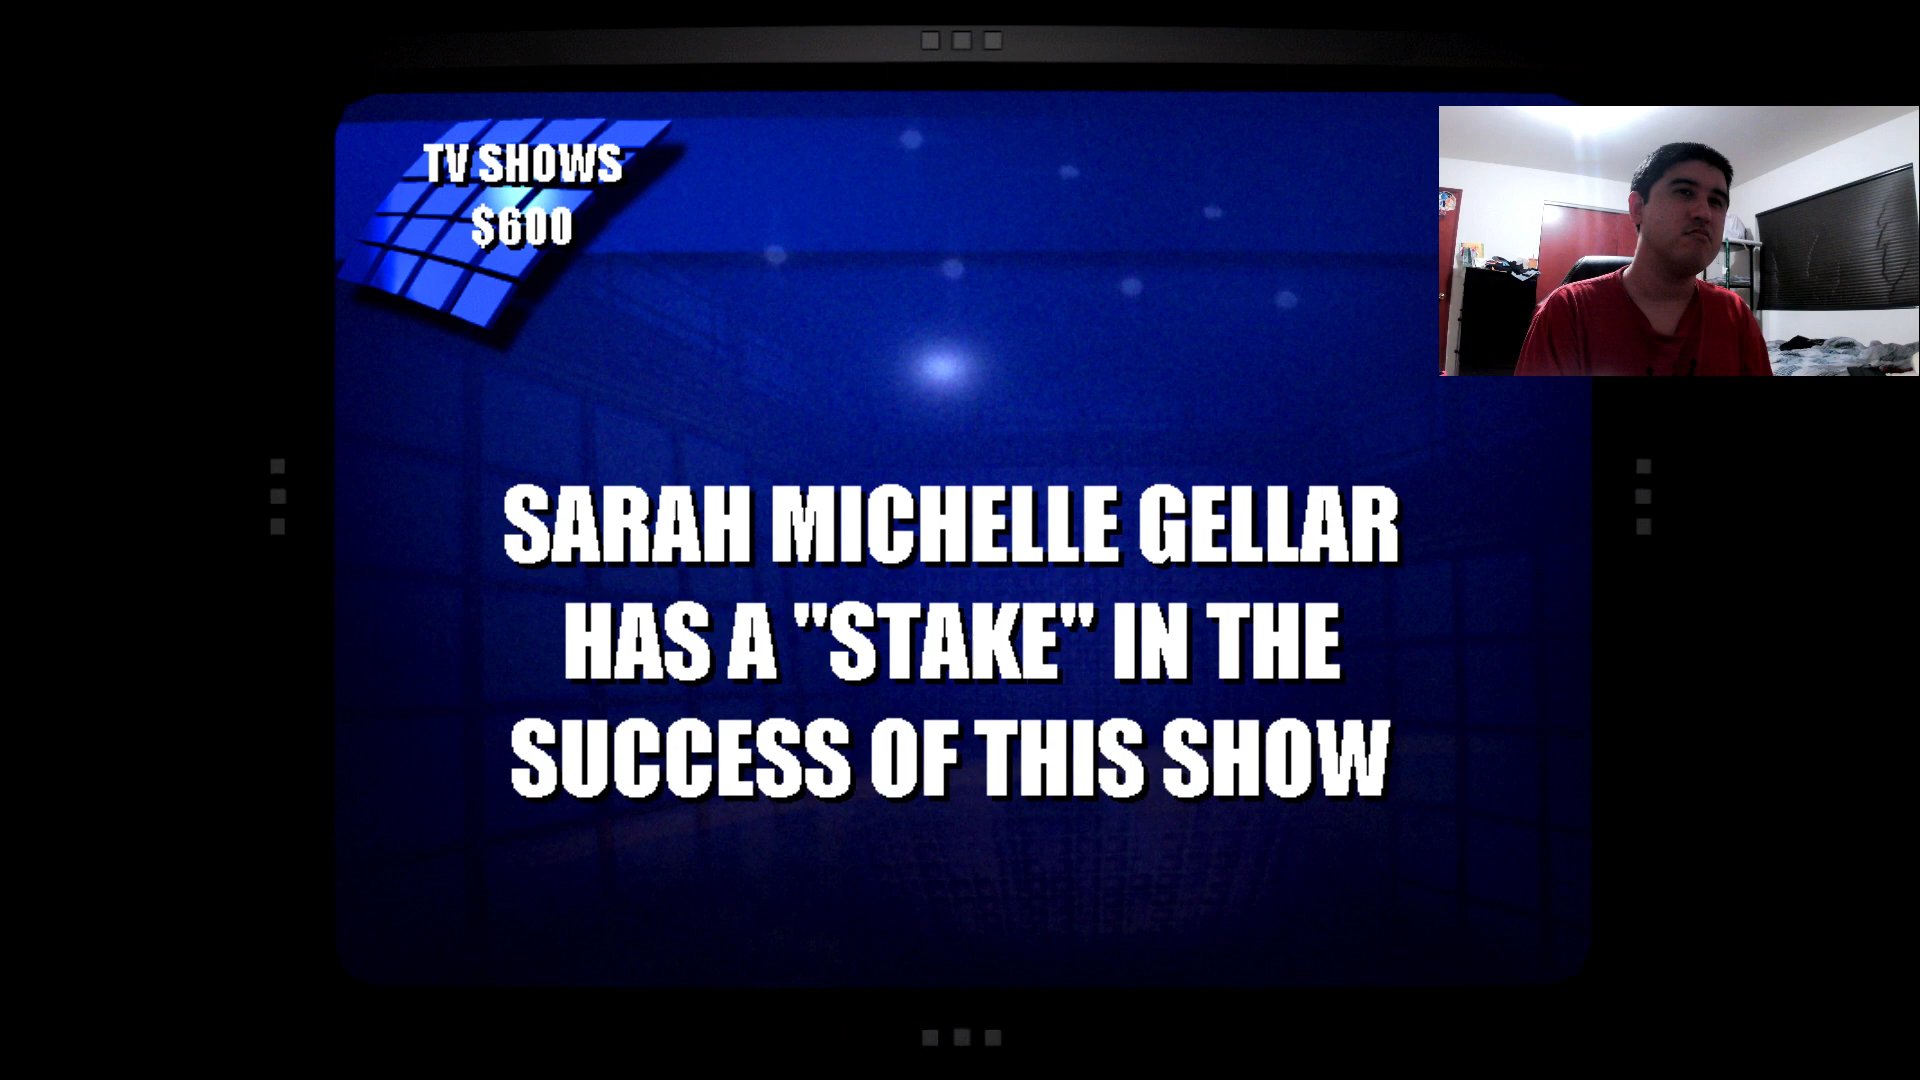 TV SHOWS
$600
SARAH MICHELLE GELLAR
HAS A "STAKE" IN THE
SUCCESS OF THIS SHOW